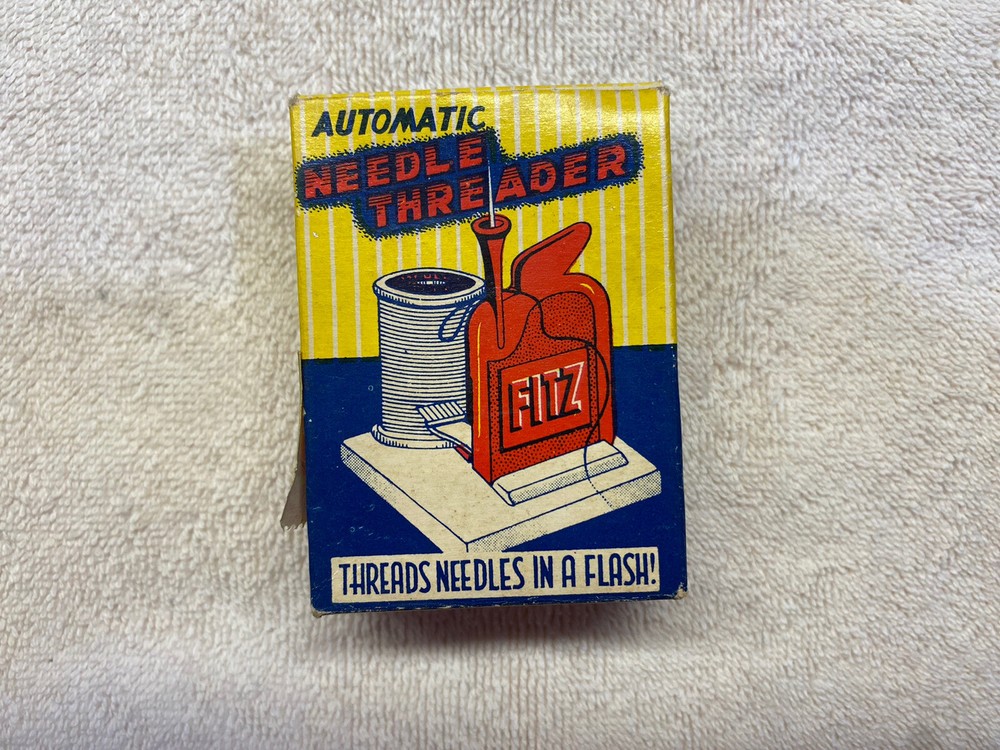 AUTOMATIC
NEEDLE
THREADER
FITZ
THREADS NEEDLES IN A FLASH!